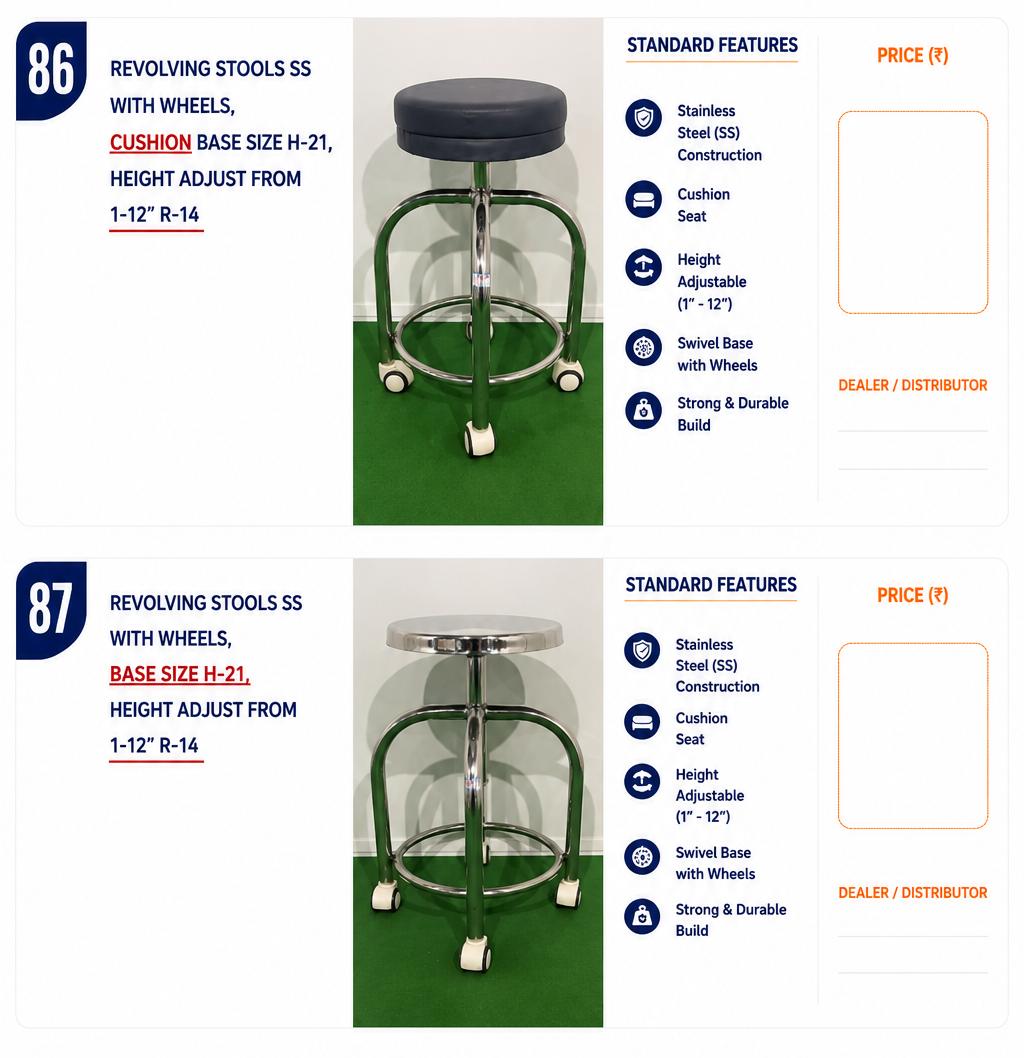 86
REVOLVING STOOLS SS
WITH WHEELS,
CUSHION BASE SIZE H-21,
HEIGHT ADJUST FROM
1-12” R-14
STANDARD FEATURES
Stainless
Steel (SS)
Construction
Cushion
Seat
Height
Adjustable
(1” - 12”)
Swivel Base
with Wheels
Strong & Durable
Build
PRICE (₹)
DEALER / DISTRIBUTOR
87
REVOLVING STOOLS SS
WITH WHEELS,
BASE SIZE H-21,
HEIGHT ADJUST FROM
1-12” R-14
STANDARD FEATURES
Stainless
Steel (SS)
Construction
Cushion
Seat
Height
Adjustable
(1” - 12”)
Swivel Base
with Wheels
Strong & Durable
Build
PRICE (₹)
DEALER / DISTRIBUTOR